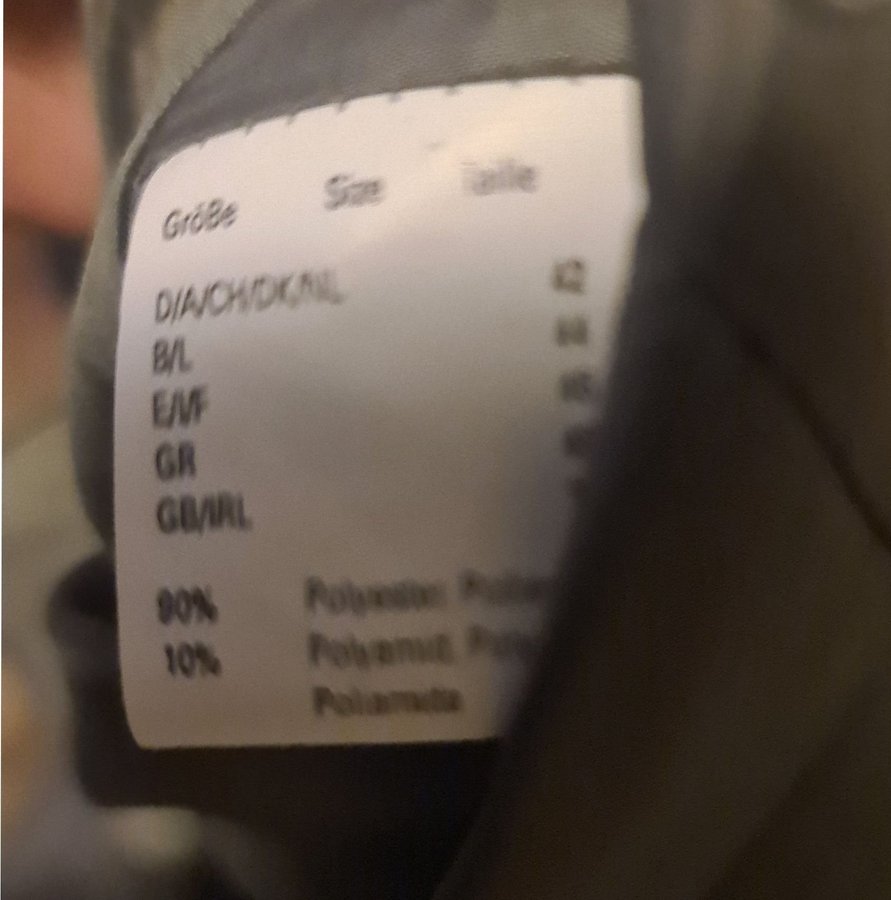 Größe Size Taille
D/A/CH/DK/NL 42
B/L 44
E/I/F
GR
GB/IRL
90% Polyester,
10% Polyamid,
Poliamida